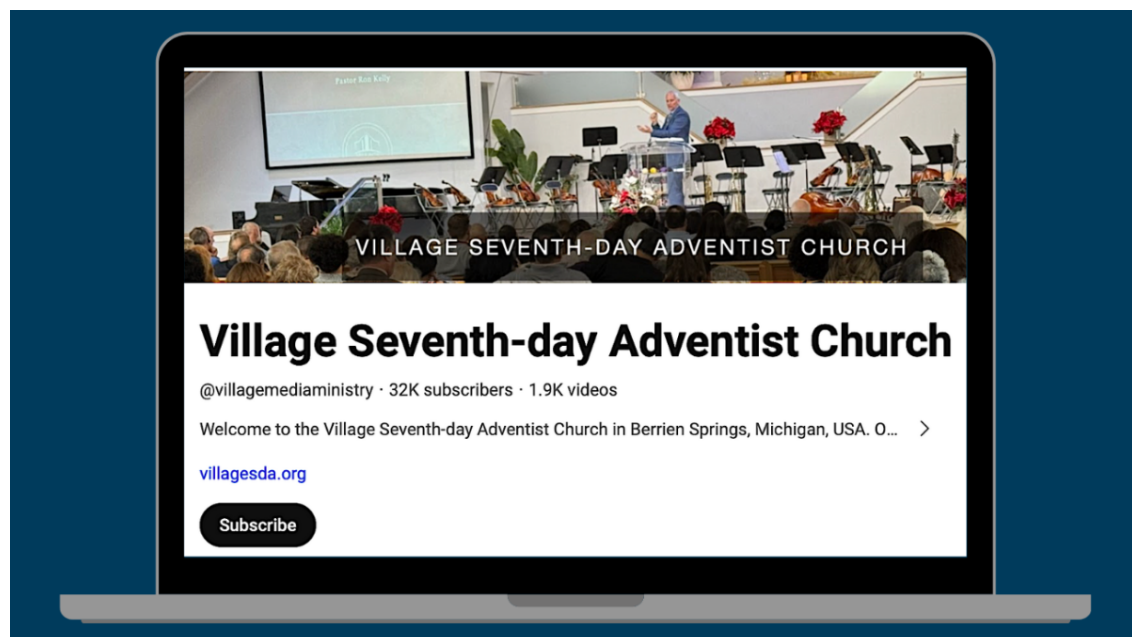 Pastor Ron Kelly
VILLAGE SEVENTH-DAY ADVENTIST CHURCH
Village Seventh-day Adventist Church
@villagemediaministry · 32K subscribers · 1.9K videos
Welcome to the Village Seventh-day Adventist Church in Berrien Springs, Michigan, USA. O...
villagesda.org
Subscribe